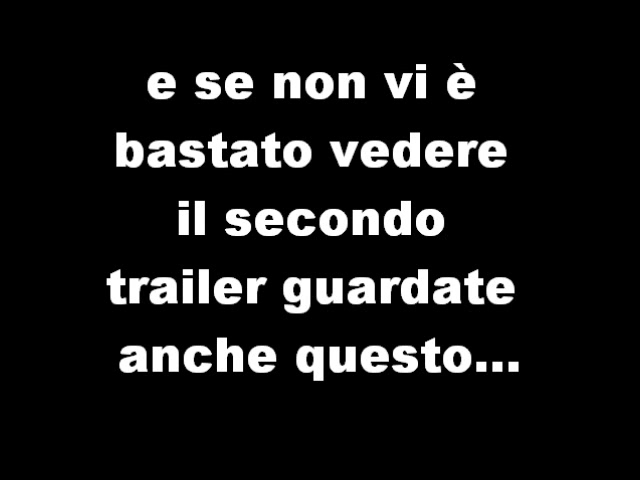 e se non vi è
bastato vedere
il secondo
trailer guardate
anche questo...